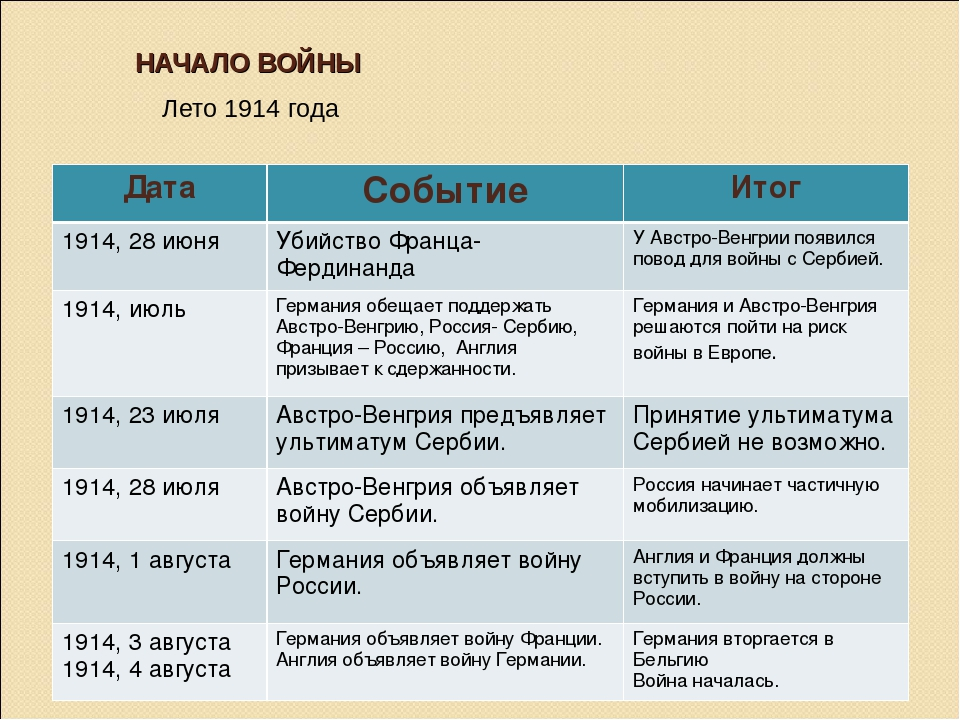 НАЧАЛО ВОЙНЫ
Лето 1914 года
Дата
Событие
Итог
1914, 28 июня
Убийство Франца-
Фердинанда
У Австро-Венгрии появился
повод для войны с Сербией.
1914, июль
Германия обещает поддержать
Австро-Венгрию, Россия- Сербию,
Франция – Россию, Англия
призывает к сдержанности.
Германия и Австро-Венгрия
решаются пойти на риск
войны в Европе.
1914, 23 июля
Австро-Венгрия предъявляет
ультиматум Сербии.
Принятие ультиматума
Сербией не возможно.
1914, 28 июля
Австро-Венгрия объявляет
войну Сербии.
Россия начинает частичную
мобилизацию.
1914, 1 августа
Германия объявляет войну
России.
Англия и Франция должны
вступить в войну на стороне
России.
1914, 3 августа
1914, 4 августа
Германия объявляет войну Франции.
Англия объявляет войну Германии.
Германия вторгается в
Бельгию
Война началась.